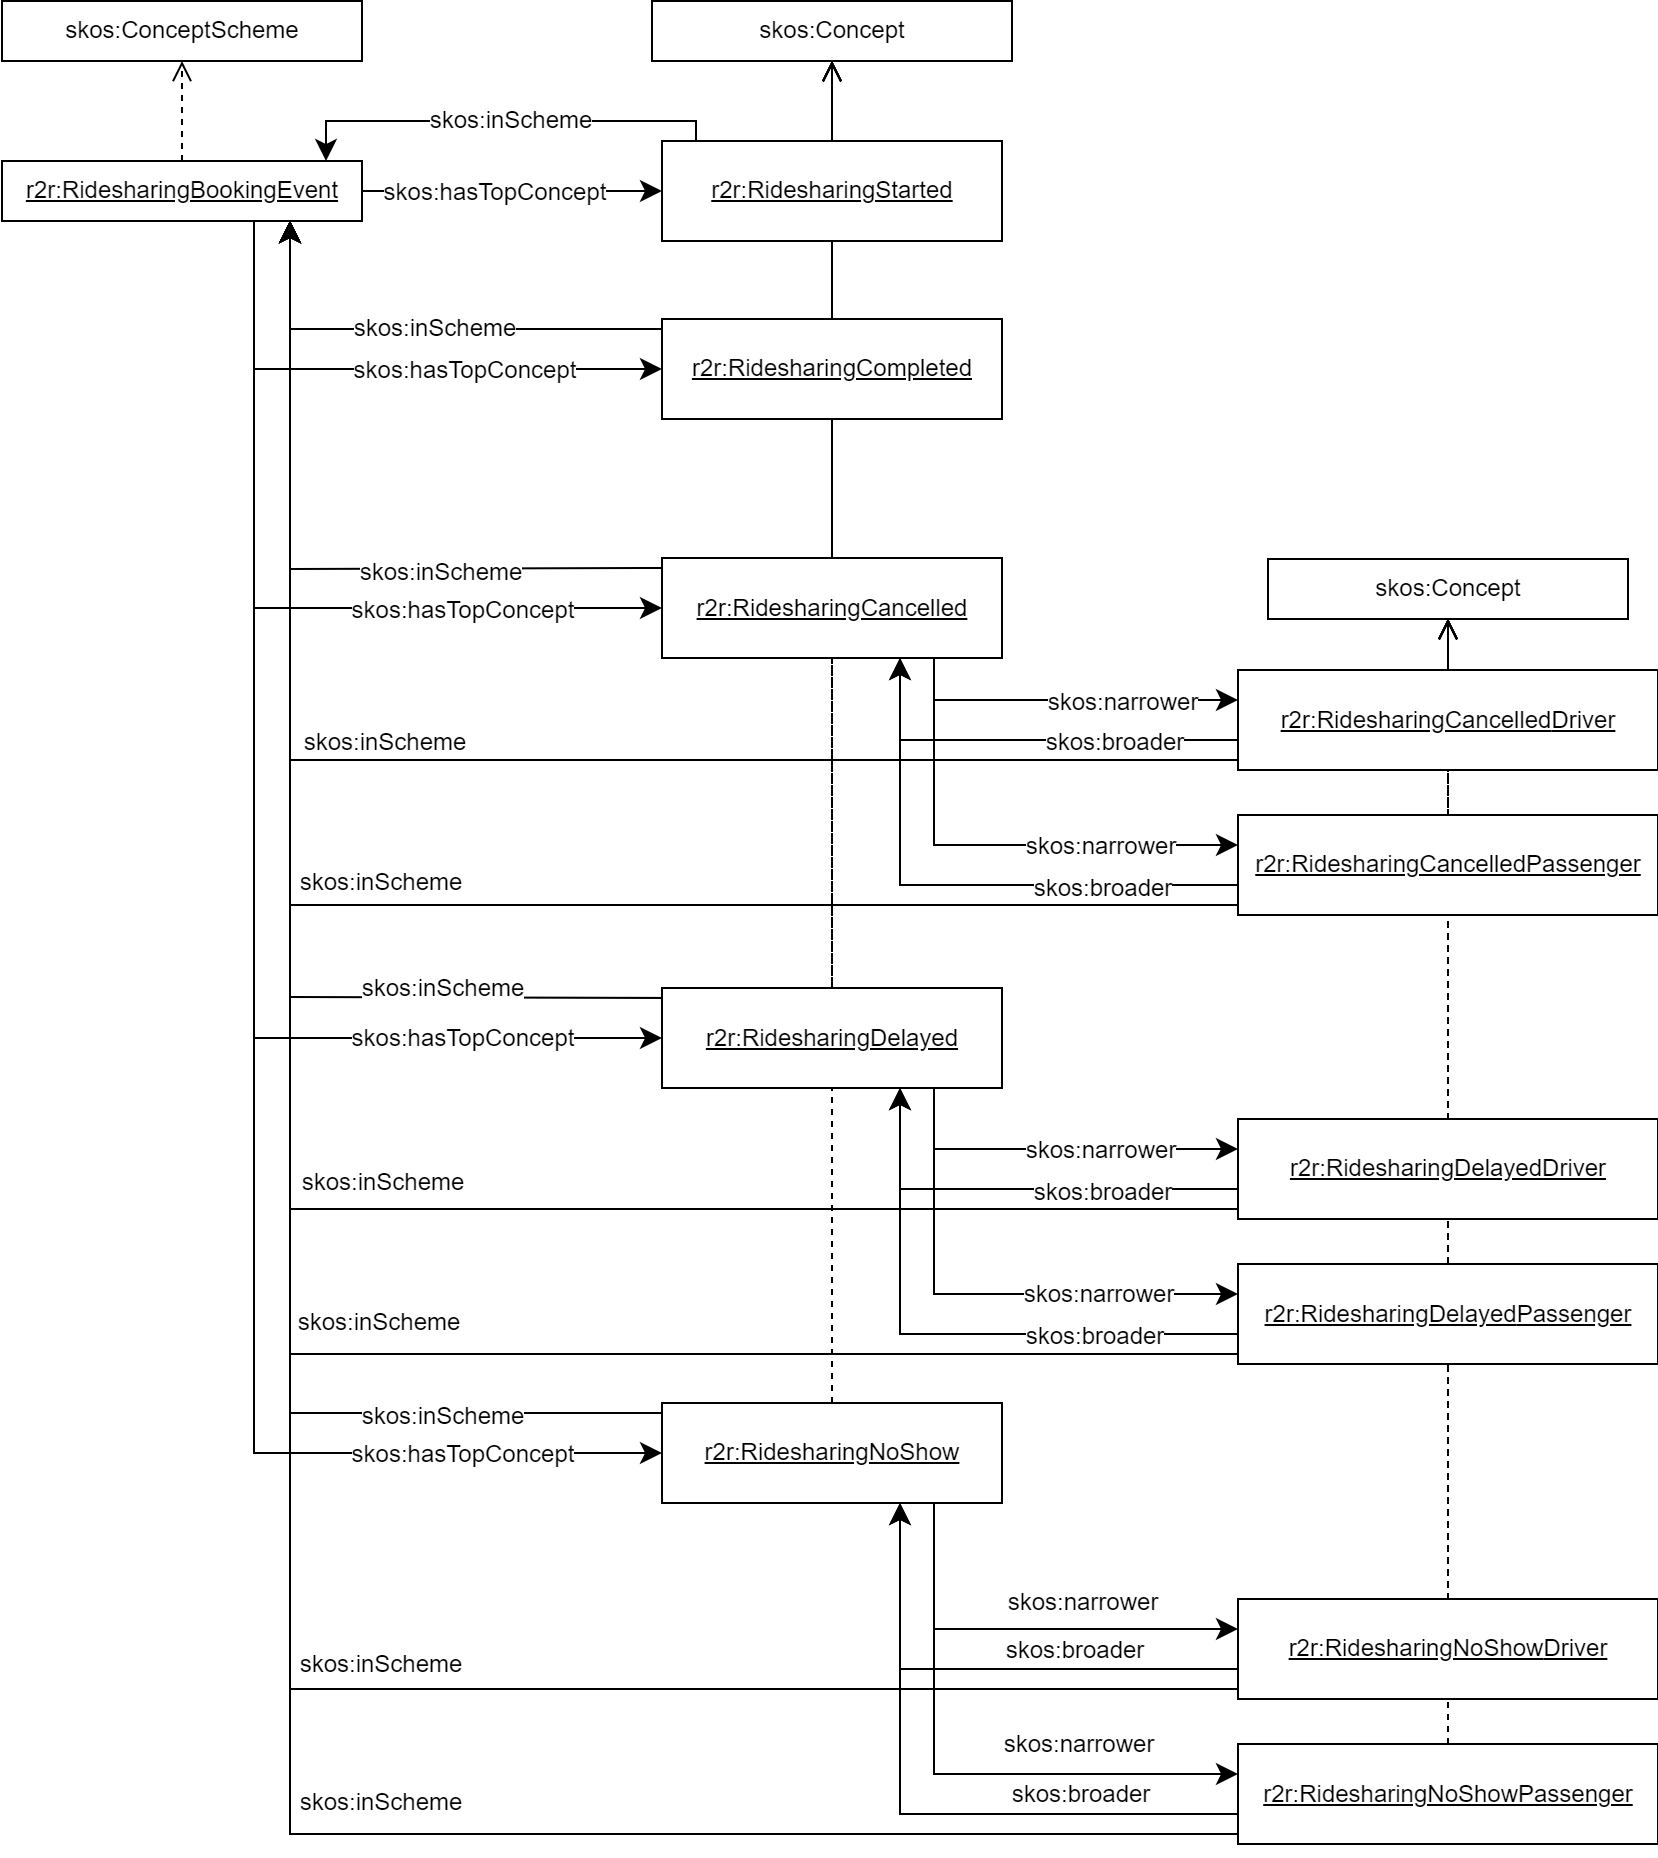 skos:ConceptScheme
skos:Concept
skos:inScheme
r2r:RidesharingBookingEvent
skos:hasTopConcept
r2r:RidesharingStarted
skos:inScheme
skos:hasTopConcept
r2r:RidesharingCompleted
skos:inScheme
skos:hasTopConcept
r2r:RidesharingCancelled
skos:Concept
skos:narrower
r2r:RidesharingCancelledDriver
skos:inScheme
skos:broader
skos:narrower
r2r:RidesharingCancelledPassenger
skos:inScheme
skos:broader
skos:inScheme
skos:hasTopConcept
r2r:RidesharingDelayed
skos:narrower
r2r:RidesharingDelayedDriver
skos:inScheme
skos:broader
skos:narrower
r2r:RidesharingDelayedPassenger
skos:inScheme
skos:broader
skos:inScheme
skos:hasTopConcept
r2r:RidesharingNoShow
skos:narrower
skos:broader
r2r:RidesharingNoShowDriver
skos:inScheme
skos:narrower
skos:broader
r2r:RidesharingNoShowPassenger
skos:inScheme